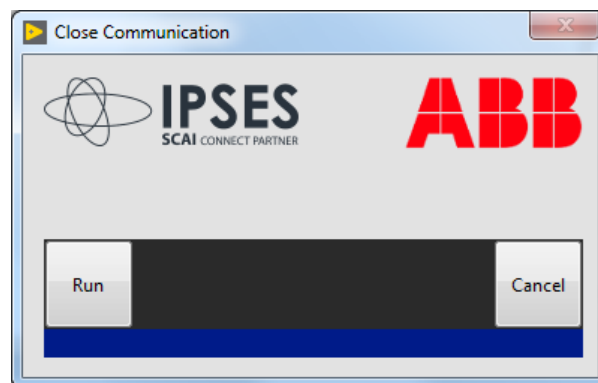 Close Communication
IPSES
SCAI CONNECT PARTNER
ABB
Run
Cancel